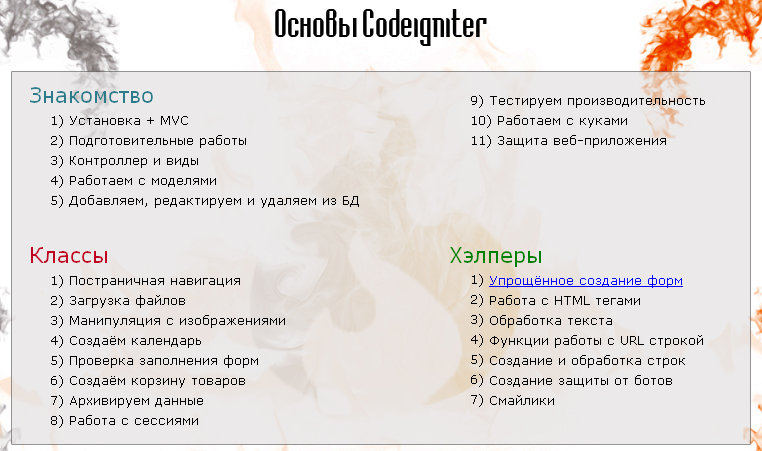 Основы Codeigniter
Знакомство
1) Установка + MVC
2) Подготовительные работы
3) Контроллер и виды
4) Работаем с моделями
5) Добавляем, редактируем и удаляем из БД
9) Тестируем производительность
10) Работаем с куками
11) Защита веб-приложения
Классы
1) Постраничная навигация
2) Загрузка файлов
3) Манипуляция с изображениями
4) Создаём календарь
5) Проверка заполнения форм
6) Создаём корзину товаров
7) Архивируем данные
8) Работа с сессиями
Хэлперы
1) Упрощённое создание форм
2) Работа с HTML тегами
3) Обработка текста
4) Функции работы с URL строкой
5) Создание и обработка строк
6) Создание защиты от ботов
7) Смайлики